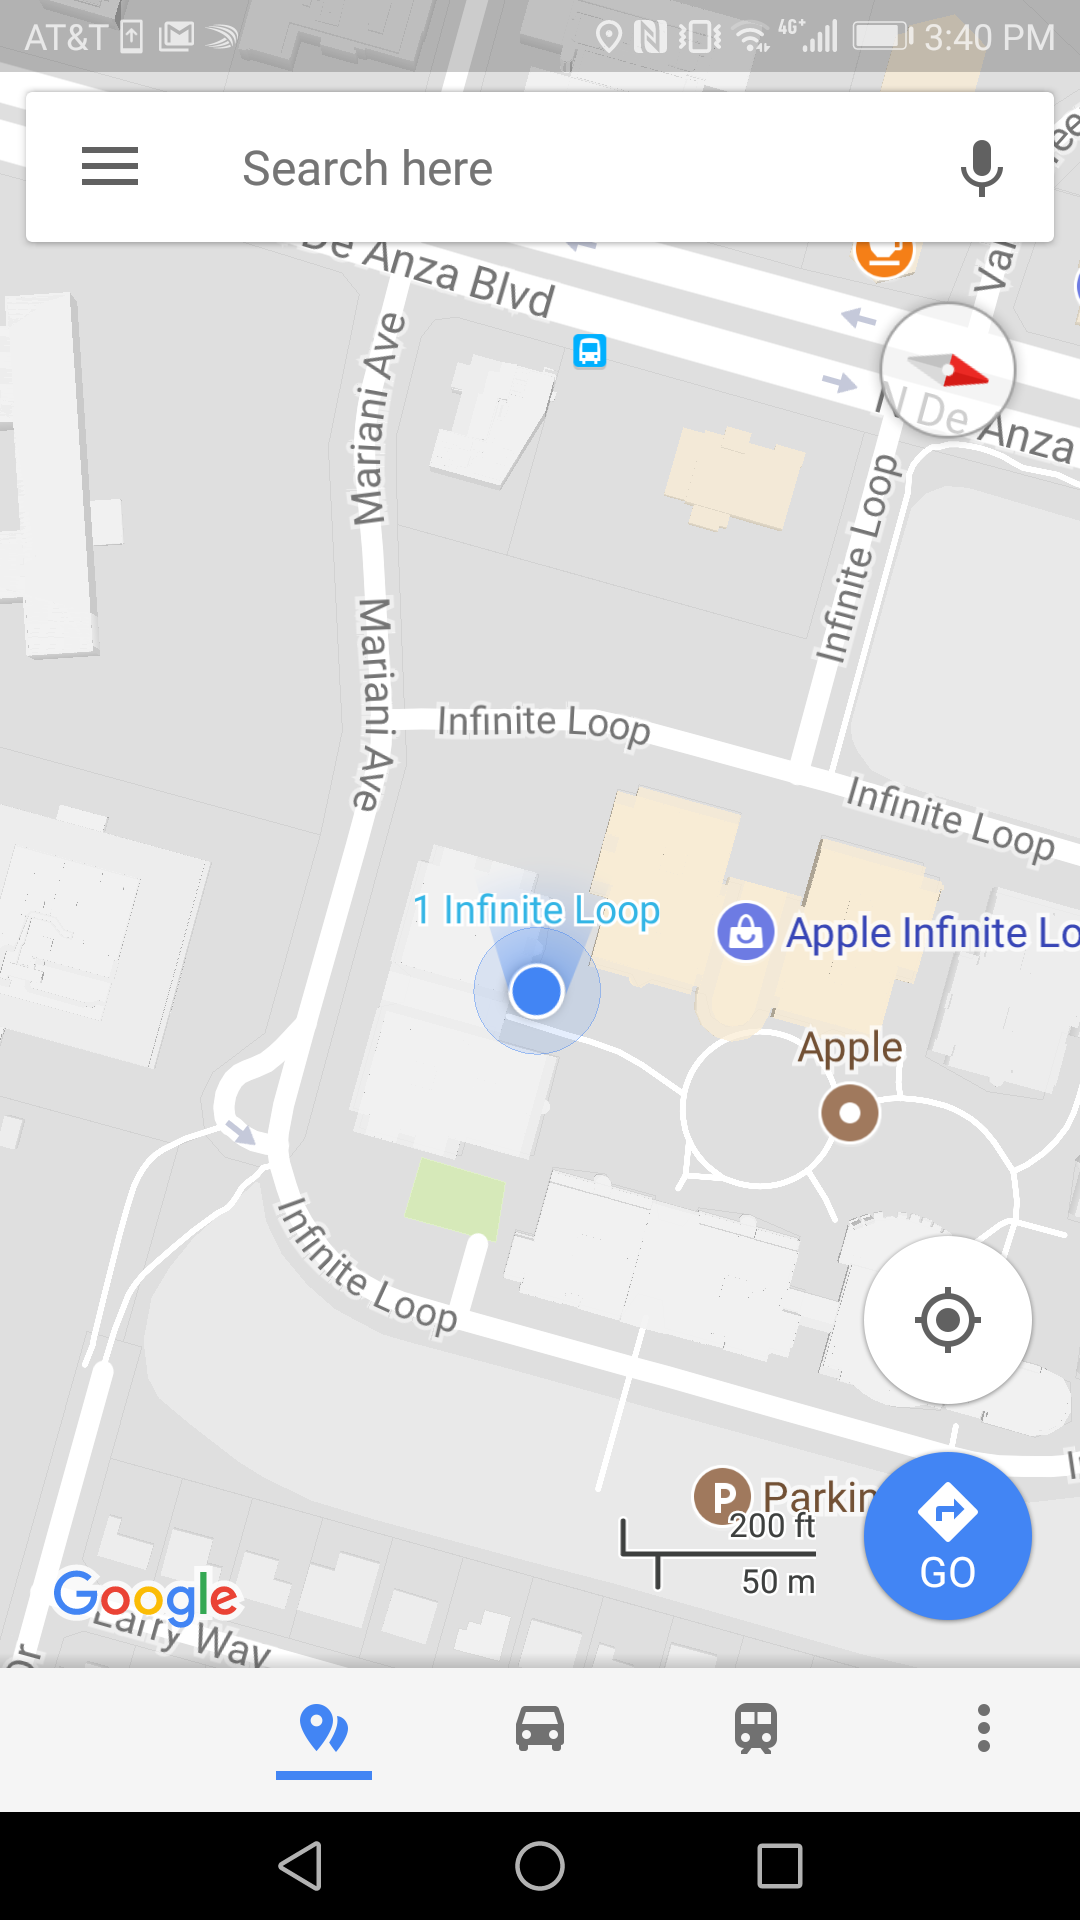 AT&T 4G+ 3:40 PM
Search here
De Anza Blvd
Mariani Ave
N De Anza
Infinite Loop
Mariani Ave
Infinite Loop
Infinite Loop
1 Infinite Loop
Apple Infinite Lo
Apple
Infinite Loop
P Parkin
200 ft
50 m
GO
Google
Larry Way